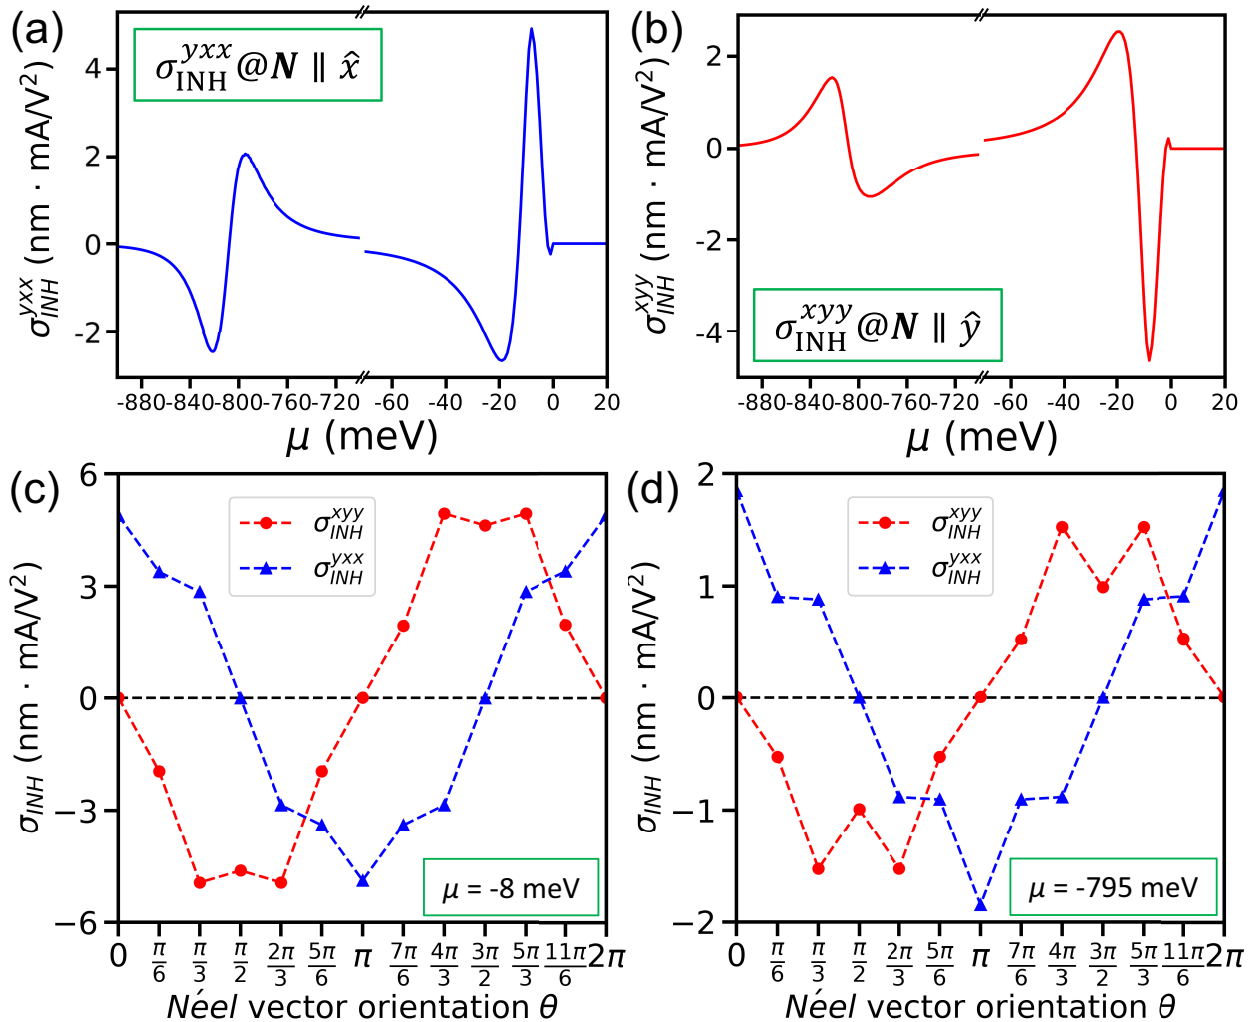 (a)
σ_INH^yxx @N ∥ x̂
σ_INH^yxx (nm · mA/V²)
4
2
0
-2
-880 -840 -800 -760 -720 -60 -40 -20 0 20
μ (meV)
(b)
σ_INH^xyy (nm · mA/V²)
2
0
-2
-4
σ_INH^xyy @N ∥ ŷ
-880 -840 -800 -760 -720 -60 -40 -20 0 20
μ (meV)
(c)
σ_INH (nm · mA/V²)
6
3
0
−3
−6
σ_INH^xyy
σ_INH^yxx
μ = -8 meV
0 π/6 π/3 π/2 2π/3 5π/6 π 7π/6 4π/3 3π/2 5π/3 11π/6 2π
Néel vector orientation θ
(d)
σ_INH (nm · mA/V²)
2
1
0
−1
−2
σ_INH^xyy
σ_INH^yxx
μ = -795 meV
0 π/6 π/3 π/2 2π/3 5π/6 π 7π/6 4π/3 3π/2 5π/3 11π/6 2π
Néel vector orientation θ